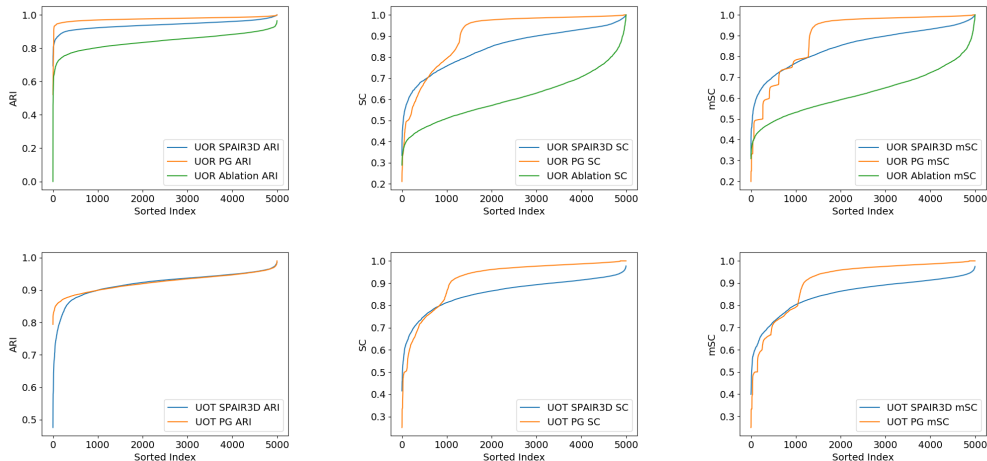 1.0
0.8
0.6
0.4
0.2
0.0
ARI
UOR SPAIR3D ARI
UOR PG ARI
UOR Ablation ARI
0 1000 2000 3000 4000 5000
Sorted Index
1.0
0.9
0.8
0.7
0.6
0.5
0.4
0.3
0.2
SC
UOR SPAIR3D SC
UOR PG SC
UOR Ablation SC
0 1000 2000 3000 4000 5000
Sorted Index
1.0
0.9
0.8
0.7
0.6
0.5
0.4
0.3
0.2
mSC
UOR SPAIR3D mSC
UOR PG mSC
UOR Ablation mSC
0 1000 2000 3000 4000 5000
Sorted Index
1.0
0.9
0.8
0.7
0.6
0.5
ARI
UOT SPAIR3D ARI
UOT PG ARI
0 1000 2000 3000 4000 5000
Sorted Index
1.0
0.9
0.8
0.7
0.6
0.5
0.4
0.3
SC
UOT SPAIR3D SC
UOT PG SC
0 1000 2000 3000 4000 5000
Sorted Index
1.0
0.9
0.8
0.7
0.6
0.5
0.4
0.3
mSC
UOT SPAIR3D mSC
UOT PG mSC
0 1000 2000 3000 4000 5000
Sorted Index